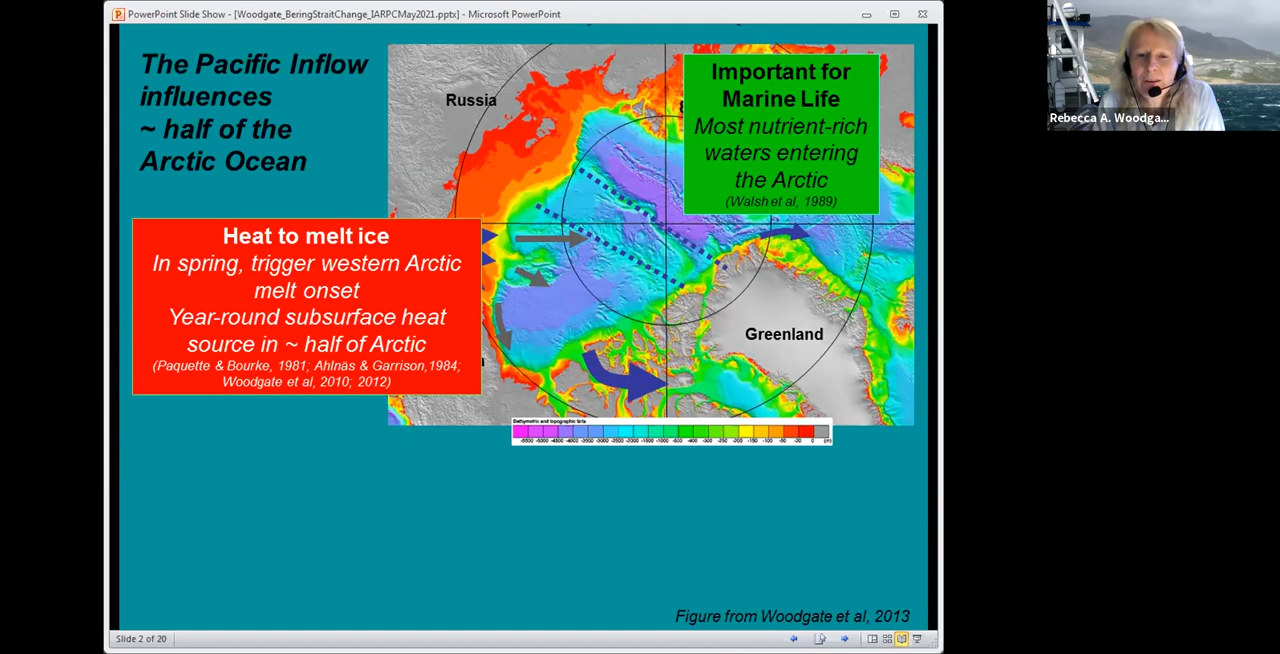 PowerPoint Slide Show - [Woodgate_BeringStraitChange_IARPCMay2021.pptx] - Microsoft PowerPoint
The Pacific Inflow
influences
~ half of the
Arctic Ocean
Russia
Important for
Marine Life
Most nutrient-rich
waters entering
the Arctic
(Walsh et al, 1989)
Rebecca A. Woodga...
Heat to melt ice
In spring, trigger western Arctic
melt onset
Year-round subsurface heat
source in ~ half of Arctic
(Paquette & Bourke, 1981; Ahlnäs & Garrison,1984;
Woodgate et al, 2010; 2012)
Greenland
Figure from Woodgate et al, 2013
Slide 2 of 20